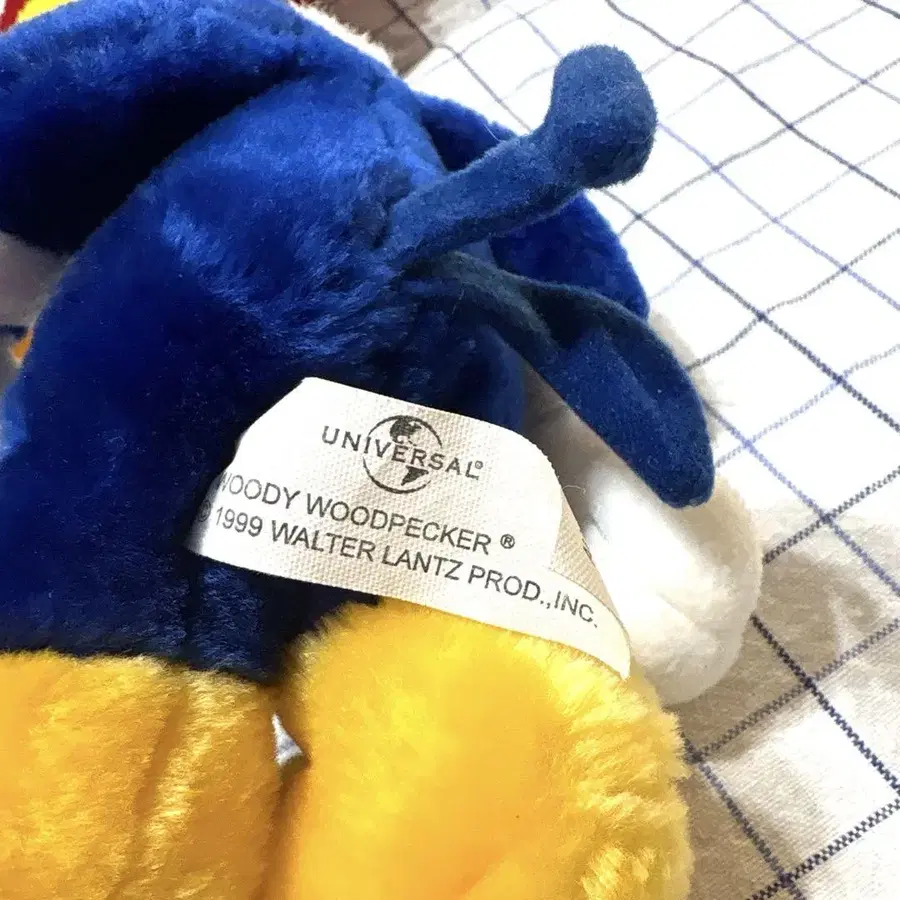 UNIVERSAL®
WOODY WOODPECKER ®
© 1999 WALTER LANTZ PROD.,INC.